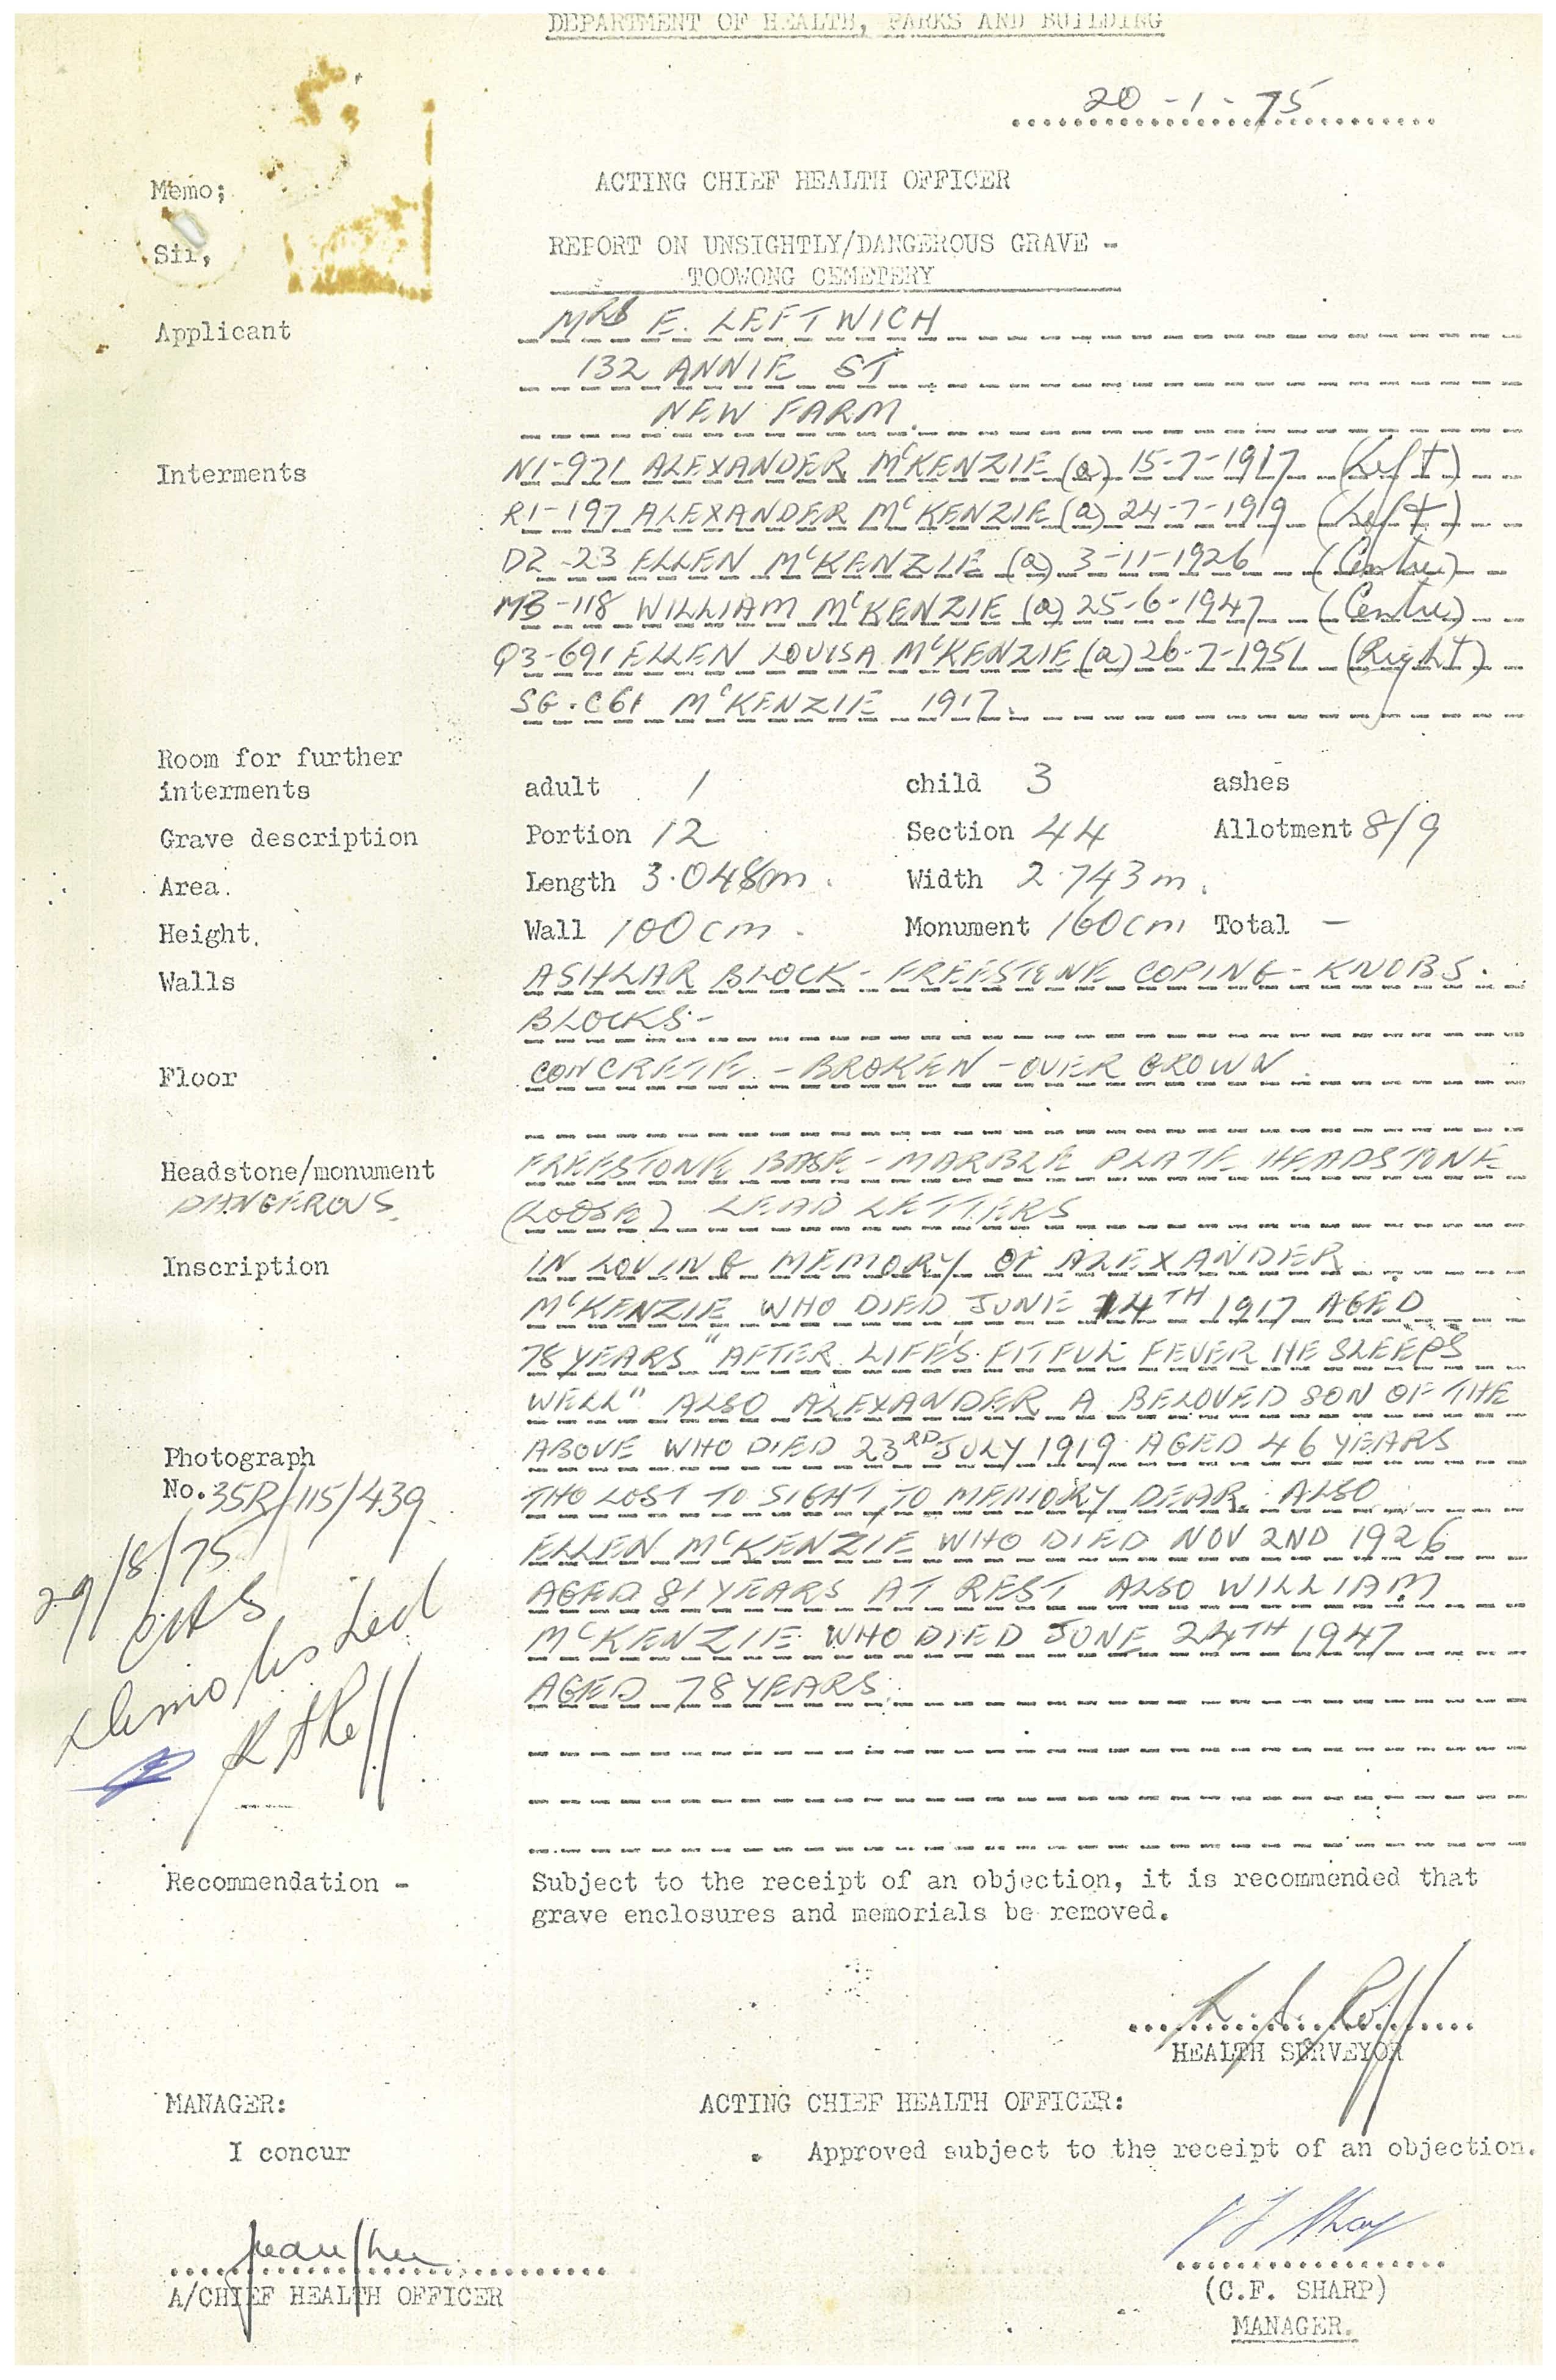 DEPARTMENT OF HEALTH, PARKS AND BUILDING
20-1-75
Memo;
ACTING CHIEF HEALTH OFFICER
Sir,
REPORT ON UNSIGHTLY/DANGEROUS GRAVE -
TOOWONG CEMETERY
Applicant
MRS E. LEFTWICH
132 ANNIE ST
NEW FARM.
Interments
N1-971 ALEXANDER McKENZIE (a) 15-7-1917 (Left)
R1-197 ALEXANDER McKENZIE (a) 24-7-1919 (Left)
D2-23 ELLEN McKENZIE (a) 3-11-1926 (Centre)
M3-118 WILLIAM McKENZIE (a) 25-6-1947 (Centre)
Q3-691 ELLEN LOUISA McKENZIE (a) 26-7-1951 (Right)
SG.C61 McKENZIE 1917.
Room for further
interments adult 1 child 3 ashes
Grave description Portion 12 Section 44 Allotment 8/9
Area. Length 3.048m. Width 2.743m.
Height. Wall 100cm. Monument 160cm Total —
Walls ASHLAR BLOCK - FREESTONE COPING - KNOBS.
BLOCKS -
Floor CONCRETE - BROKEN - OVER GROWN.
Headstone/monument FREESTONE BASE - MARBLE PLATE HEADSTONE
DANGEROUS. (LOOSE) LEAD LETTERS
Inscription IN LOVING MEMORY OF ALEXANDER
McKENZIE WHO DIED JUNE 14TH 1917 AGED
78 YEARS "AFTER LIFE'S FITFUL FEVER HE SLEEPS
WELL" ALSO ALEXANDER A BELOVED SON OF THE
ABOVE WHO DIED 23RD JULY 1919 AGED 46 YEARS
THO LOST TO SIGHT, TO MEMORY DEAR. ALSO
ELLEN McKENZIE WHO DIED NOV 2ND 1926
AGED 81 YEARS AT REST ALSO WILLIAM
McKENZIE WHO DIED JUNE 24TH 1947
AGED 78 YEARS.
Photograph
No. 35R/115/439.
29/8/75
demolished
Recommendation - Subject to the receipt of an objection, it is recommended that
grave enclosures and memorials be removed.
HEALTH SURVEYOR
MANAGER: ACTING CHIEF HEALTH OFFICER:
I concur Approved subject to the receipt of an objection.
A/CHIEF HEALTH OFFICER
(C.F. SHARP)
MANAGER.